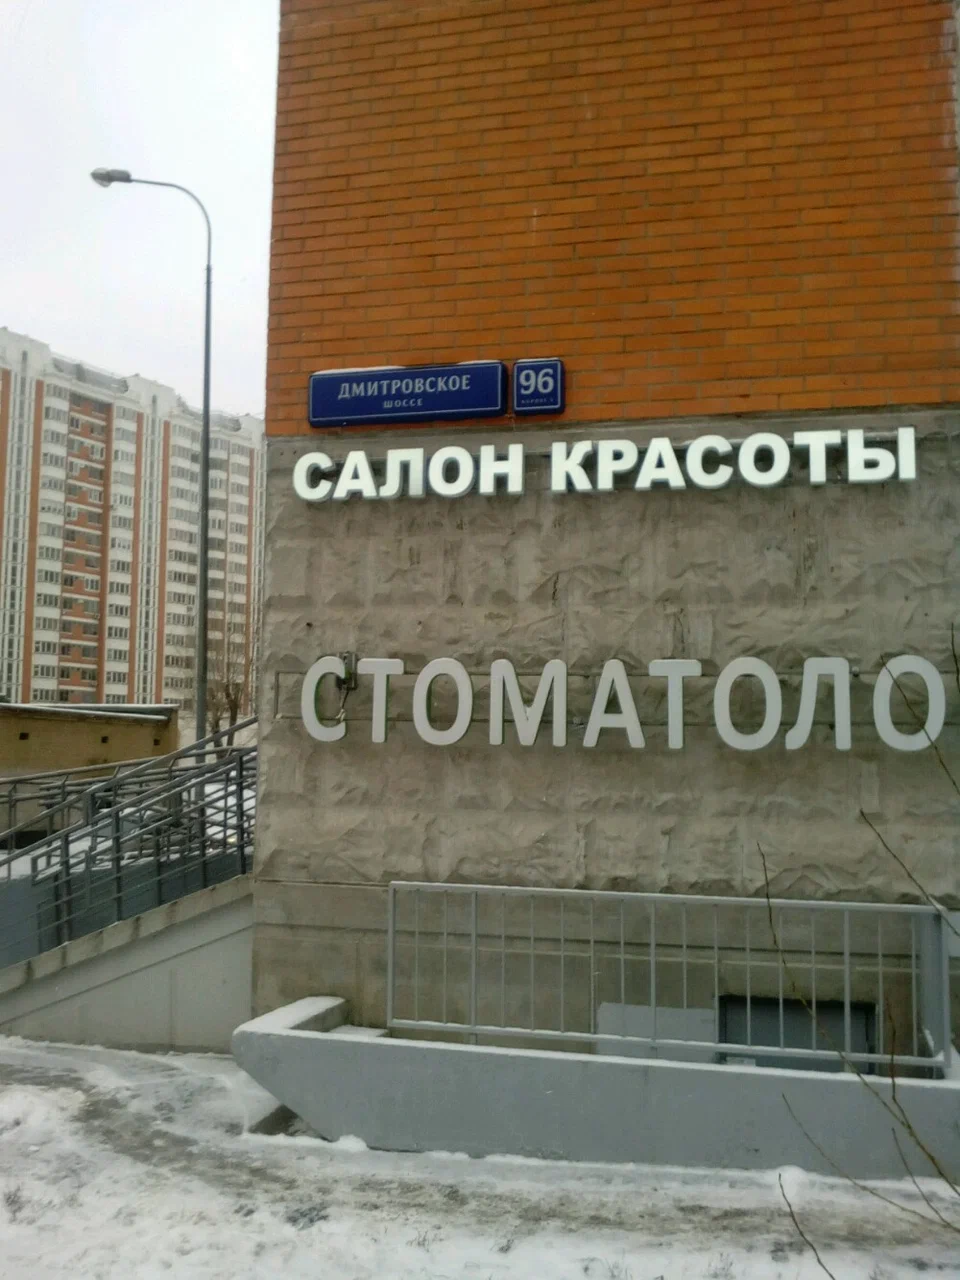 ДМИТРОВСКОЕ
ШОССЕ
96
САЛОН КРАСОТЫ
СТОМАТОЛО